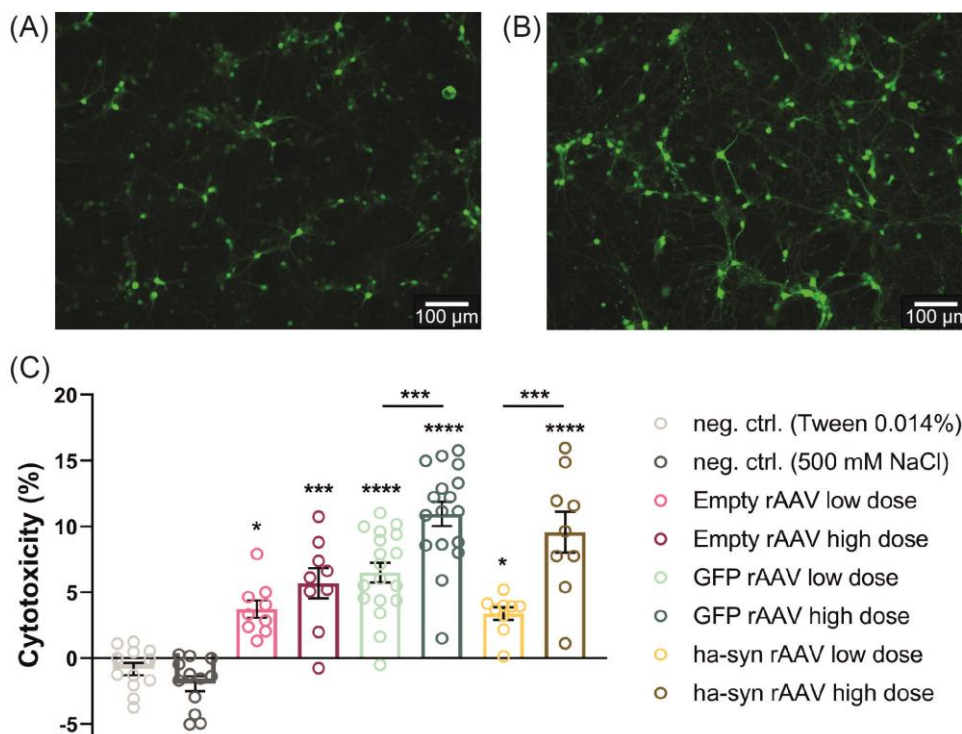 (A)
(B)
100 µm
100 µm
(C)
Cytotoxicity (%)
20
15
10
5
0
-5
*
***
****
***
****
*
***
****
neg. ctrl. (Tween 0.014%)
neg. ctrl. (500 mM NaCl)
Empty rAAV low dose
Empty rAAV high dose
GFP rAAV low dose
GFP rAAV high dose
ha-syn rAAV low dose
ha-syn rAAV high dose